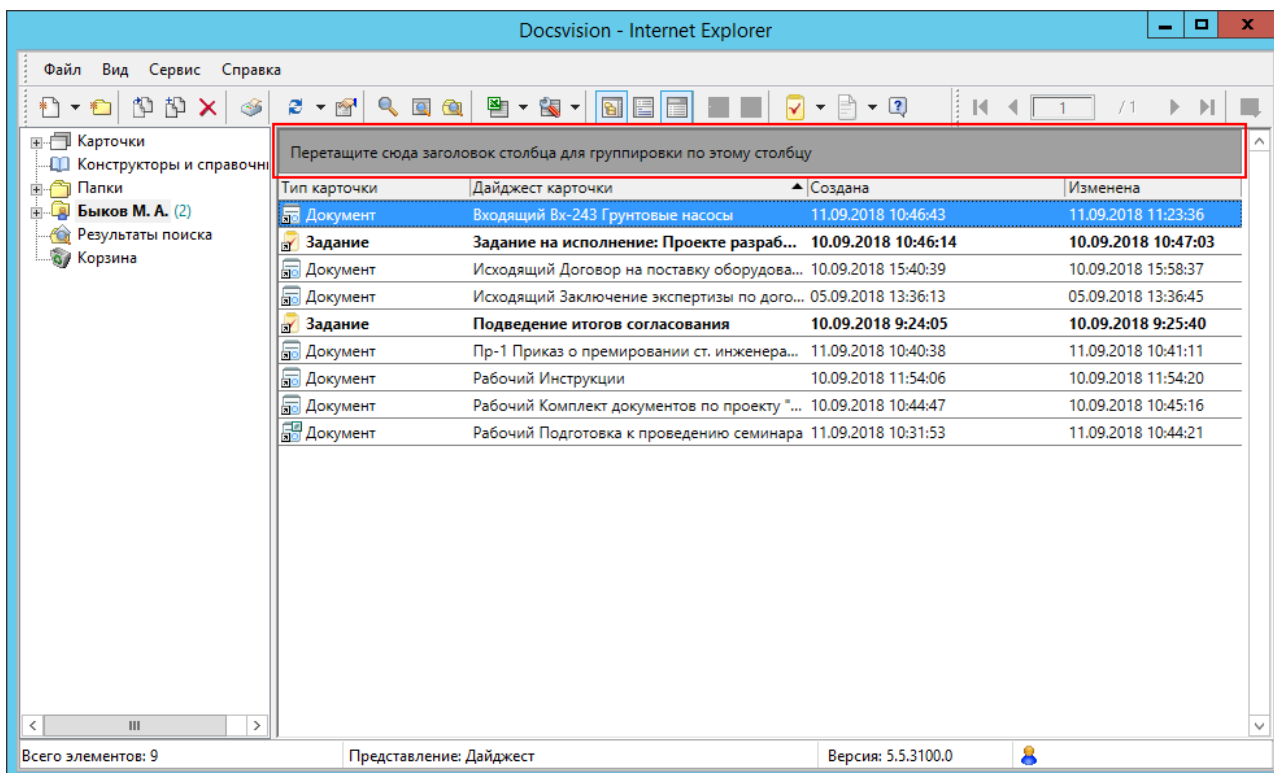 Docsvision - Internet Explorer
Файл Вид Сервис Справка
1 / 1
Карточки
Конструкторы и справочни
Папки
Быков М. А. (2)
Результаты поиска
Корзина
Перетащите сюда заголовок столбца для группировки по этому столбцу
Тип карточки Дайджест карточки Создана Изменена
Документ Входящий Вх-243 Грунтовые насосы 11.09.2018 10:46:43 11.09.2018 11:23:36
Задание Задание на исполнение: Проекте разраб... 10.09.2018 10:46:14 10.09.2018 10:47:03
Документ Исходящий Договор на поставку оборудова... 10.09.2018 15:40:39 10.09.2018 15:58:37
Документ Исходящий Заключение экспертизы по дого... 05.09.2018 13:36:13 05.09.2018 13:36:45
Задание Подведение итогов согласования 10.09.2018 9:24:05 10.09.2018 9:25:40
Документ Пр-1 Приказ о премировании ст. инженера... 11.09.2018 10:40:38 11.09.2018 10:41:11
Документ Рабочий Инструкции 10.09.2018 11:54:06 10.09.2018 11:54:20
Документ Рабочий Комплект документов по проекту "... 10.09.2018 10:44:47 10.09.2018 10:45:16
Документ Рабочий Подготовка к проведению семинара 11.09.2018 10:31:53 11.09.2018 10:44:21
Всего элементов: 9 Представление: Дайджест Версия: 5.5.3100.0